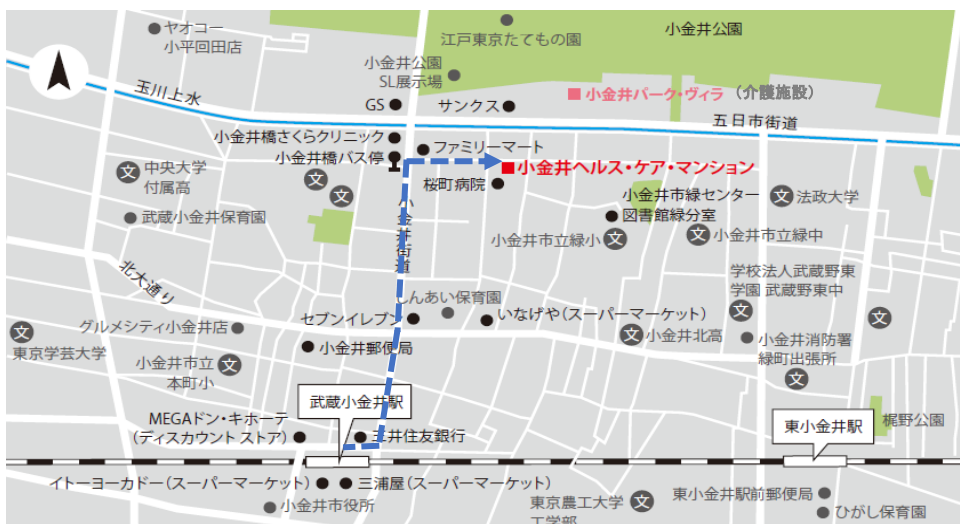 ヤオコー
小平回田店
江戸東京たてもの園
小金井公園
小金井公園
SL展示場
玉川上水
GS
サンクス
小金井パーク・ヴィラ
（介護施設）
五日市街道
小金井橋さくらクリニック
ファミリーマート
小金井橋バス停
文
中央大学
付属高
文
文
小金井ヘルス・ケア・マンション
桜町病院
小金井市緑センター
図書館緑分室
文
法政大学
武蔵小金井保育園
小金井街道
小金井市立緑小
文
文
小金井市立緑中
北大通り
学校法人武蔵野東
学園 武蔵野東中
文
しんあい保育園
セブンイレブン
いなげや（スーパーマーケット）
文
グルメシティ小金井店
文
東京学芸大学
小金井郵便局
文
小金井北高
小金井消防署
緑町出張所
小金井市立
本町小
文
文
武蔵小金井駅
MEGAドン・キホーテ
（ディスカウント ストア）
三井住友銀行
東小金井駅
梶野公園
イトーヨーカドー（スーパーマーケット）
三浦屋（スーパーマーケット）
小金井市役所
東京農工大学
工学部
文
東小金井駅前郵便局
ひがし保育園